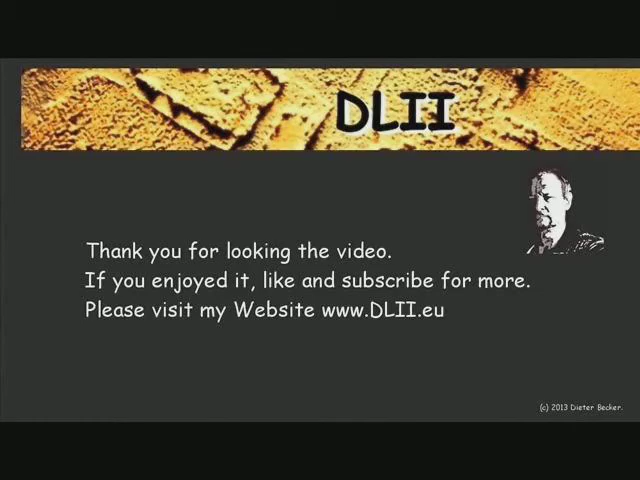 DLII
Thank you for looking the video.
If you enjoyed it, like and subscribe for more.
Please visit my Website www.DLII.eu
(c) 2013 Dieter Becker.